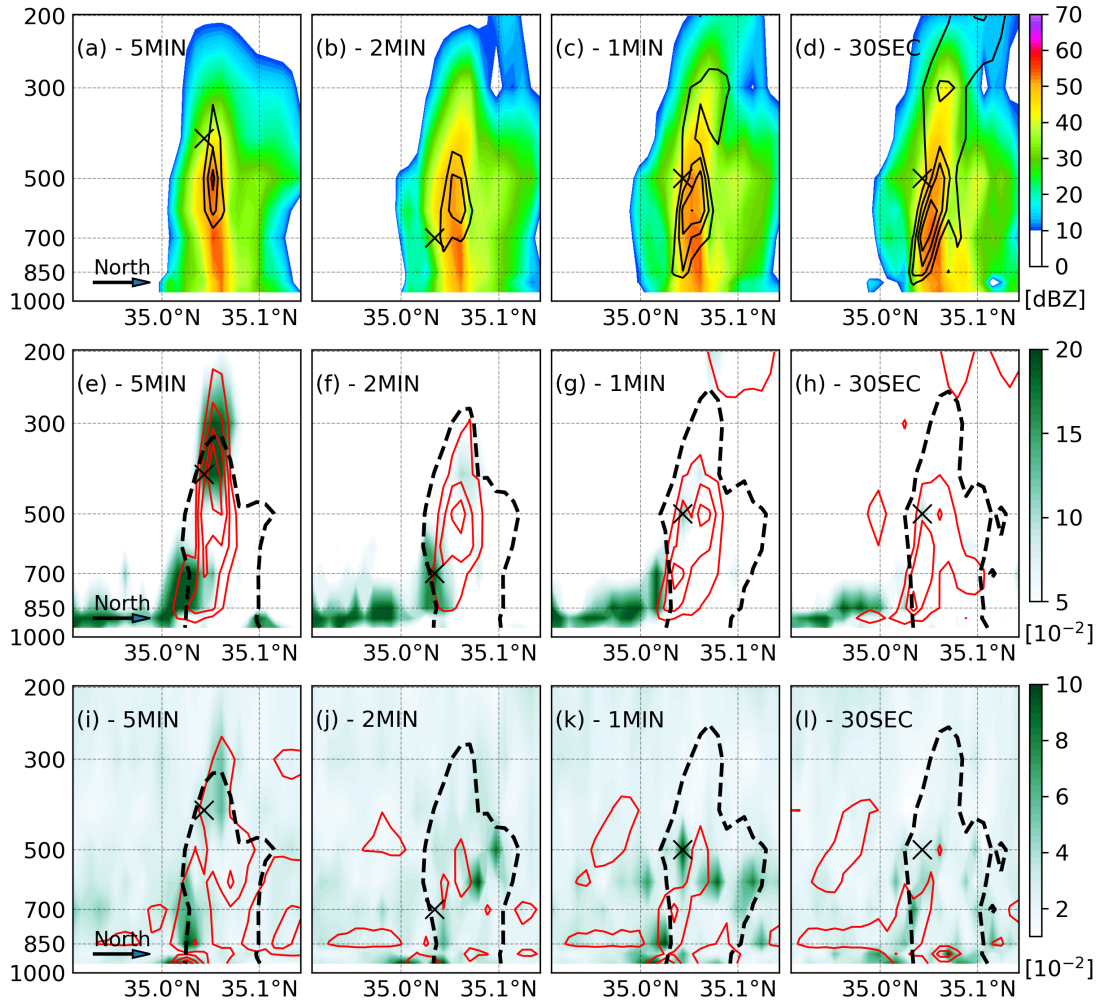 (a) - 5MIN (b) - 2MIN (c) - 1MIN (d) - 30SEC
200 70
60
300 50
40
500 30
20
700 10
850 North 0
1000 35.0°N 35.1°N 35.0°N 35.1°N 35.0°N 35.1°N 35.0°N 35.1°N [dBZ]
200 20
(e) - 5MIN (f) - 2MIN (g) - 1MIN (h) - 30SEC
300 15
500 10
700
850 North 5
1000 35.0°N 35.1°N 35.0°N 35.1°N 35.0°N 35.1°N 35.0°N 35.1°N [10-2]
200 10
(i) - 5MIN (j) - 2MIN (k) - 1MIN (l) - 30SEC
300 8
6
500 4
700 2
850 North
1000 35.0°N 35.1°N 35.0°N 35.1°N 35.0°N 35.1°N 35.0°N 35.1°N [10-2]